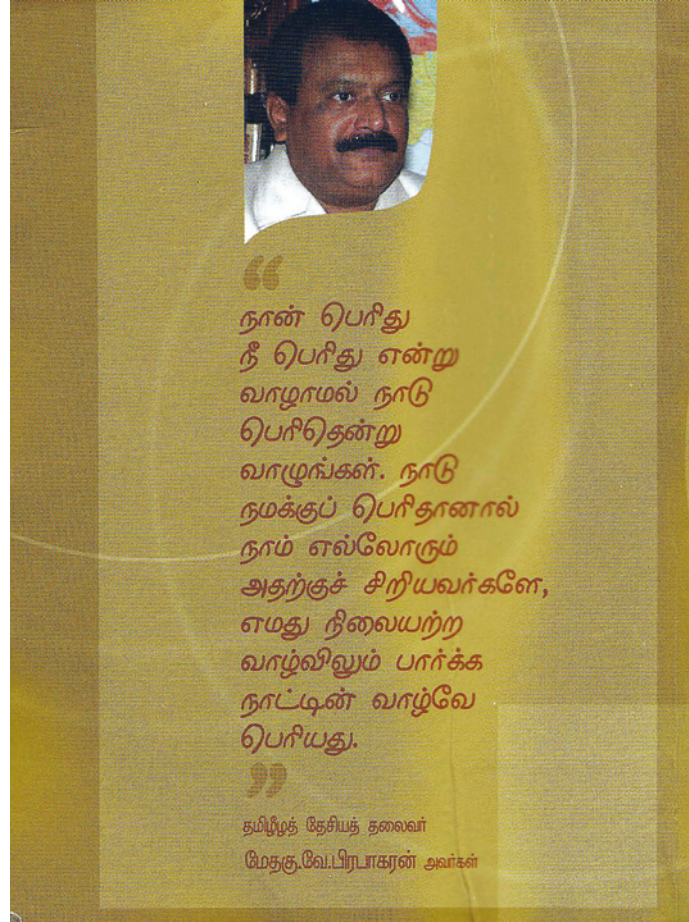 “
நான் பெரிது
நீ பெரிது என்று
வாழாமல் நாடு
பெரிதென்று
வாழுங்கள். நாடு
நமக்குப் பெரிதானால்
நாம் எல்லோரும்
அதற்குச் சிறியவர்களே,
எமது நிலையற்ற
வாழ்விலும் பார்க்க
நாட்டின் வாழ்வே
பெரியது.
”
தமிழீழத் தேசியத் தலைவர்
மேதகு.வே.பிரபாகரன் அவர்கள்